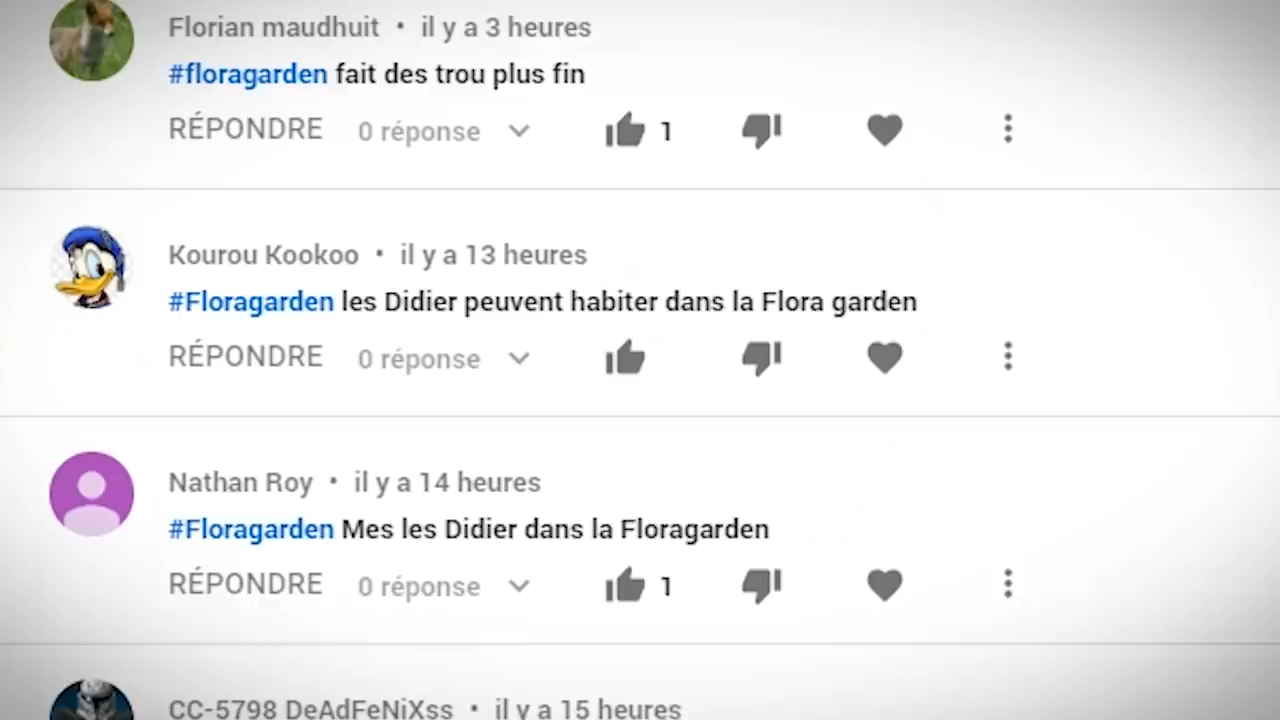 Florian maudhuit • il y a 3 heures
#floragarden fait des trou plus fin
RÉPONDRE 0 réponse 1
Kourou Kookoo • il y a 13 heures
#Floragarden les Didier peuvent habiter dans la Flora garden
RÉPONDRE 0 réponse
Nathan Roy • il y a 14 heures
#Floragarden Mes les Didier dans la Floragarden
RÉPONDRE 0 réponse 1
CC-5798 DeAdFeNiXss • il y a 15 heures